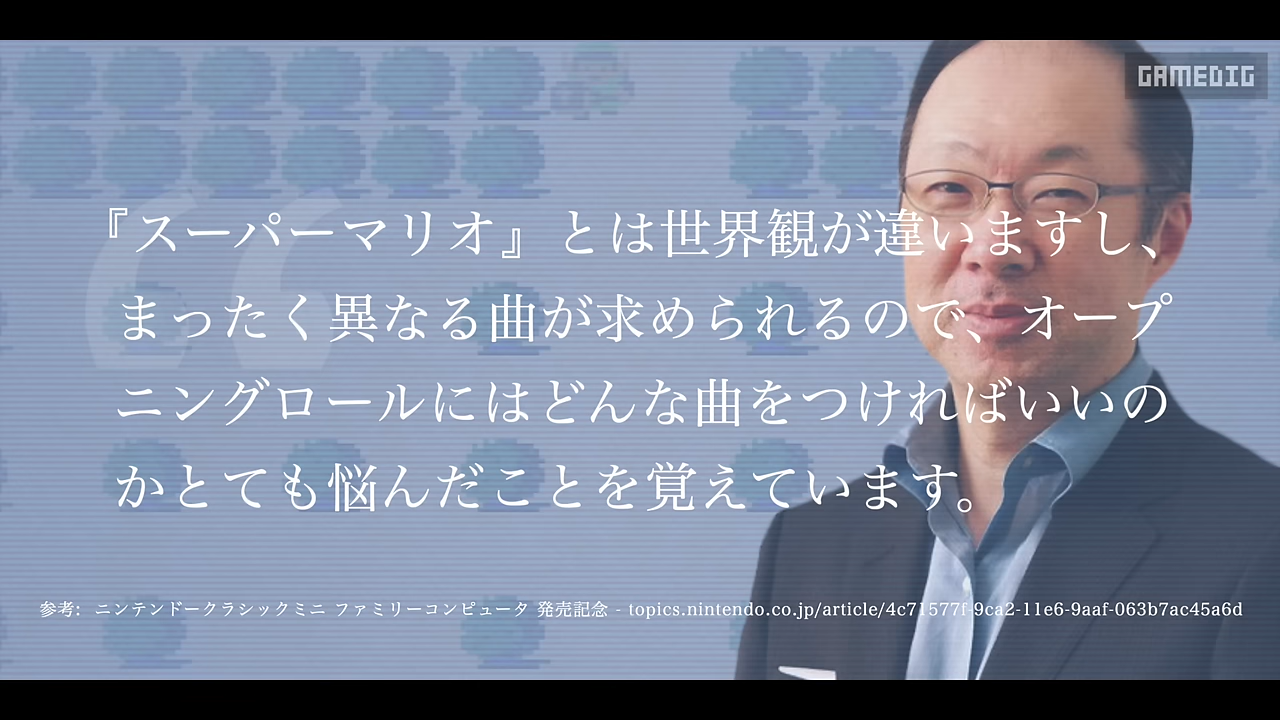 GAMEDIG
『スーパーマリオ』とは世界観が違いますし、
まったく異なる曲が求められるので、オープ
ニングロールにはどんな曲をつければいいの
かとても悩んだことを覚えています。
参考: ニンテンドークラシックミニ ファミリーコンピュータ 発売記念 - topics.nintendo.co.jp/article/4c71577f-9ca2-11e6-9aaf-063b7ac45a6d